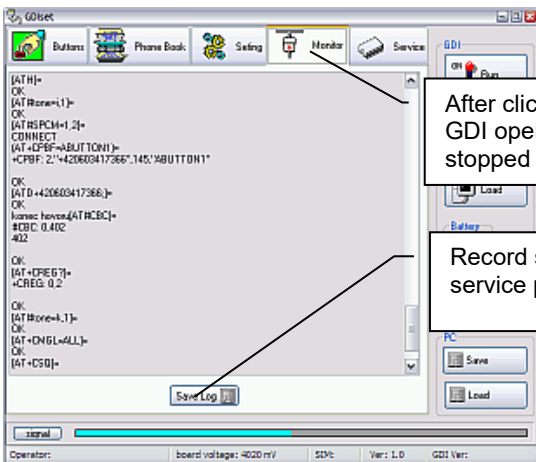 GDIset
Buttons
Phone Book
Seting
Monitor
Service
GDI
ON
Run
{ATH}=
OK
{AT#tone=i,1}=
OK
{AT#SPCM=1,2}=
CONNECT
{AT+CPBF=ABUTTON1}=
+CPBF: 2,"+420603417366",145,"ABUTTON1"
OK
{ATD+420603417366;}=
OK
konec hovoru{AT#CBC}=
#CBC: 0,402
402
OK
{AT+CREG?}=
+CREG: 0,2
OK
{AT#tone=k,1}=
OK
{AT+CNGL=ALL}=
OK
{AT+CSQ}=
After clic
GDI oper
stopped
Load
Battery
Record s
service p
PC
Save
Load
Save Log
signal
Operator:
board voltage: 4020 mV
SIM:
Ver: 1.0
GDI Ver: